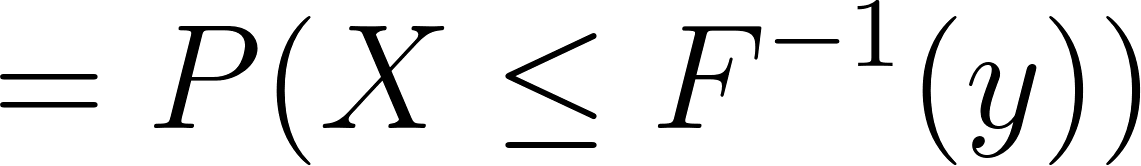 = P(X ≤ F⁻¹(y))